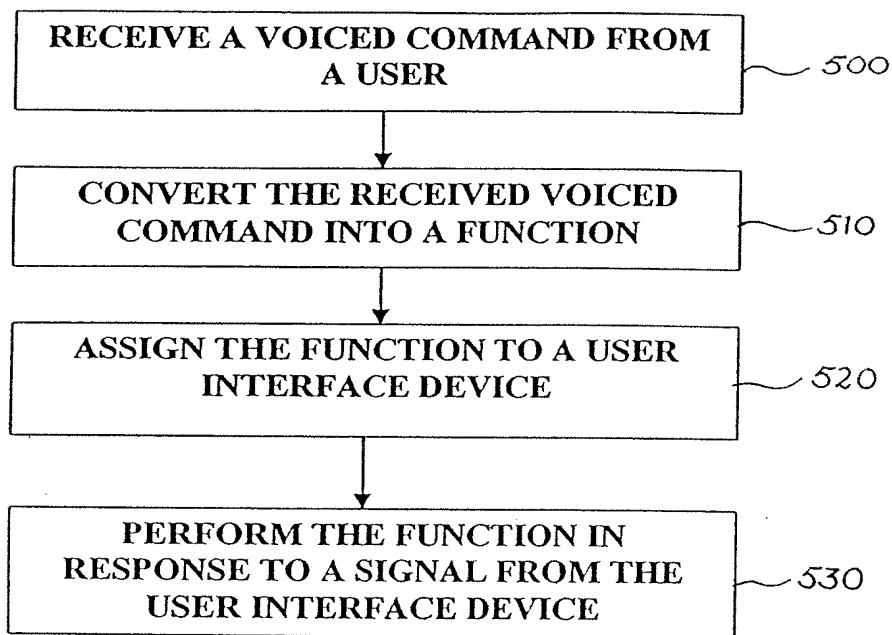 RECEIVE A VOICED COMMAND FROM
A USER
500
CONVERT THE RECEIVED VOICED
COMMAND INTO A FUNCTION
510
ASSIGN THE FUNCTION TO A USER
INTERFACE DEVICE
520
PERFORM THE FUNCTION IN
RESPONSE TO A SIGNAL FROM THE
USER INTERFACE DEVICE
530